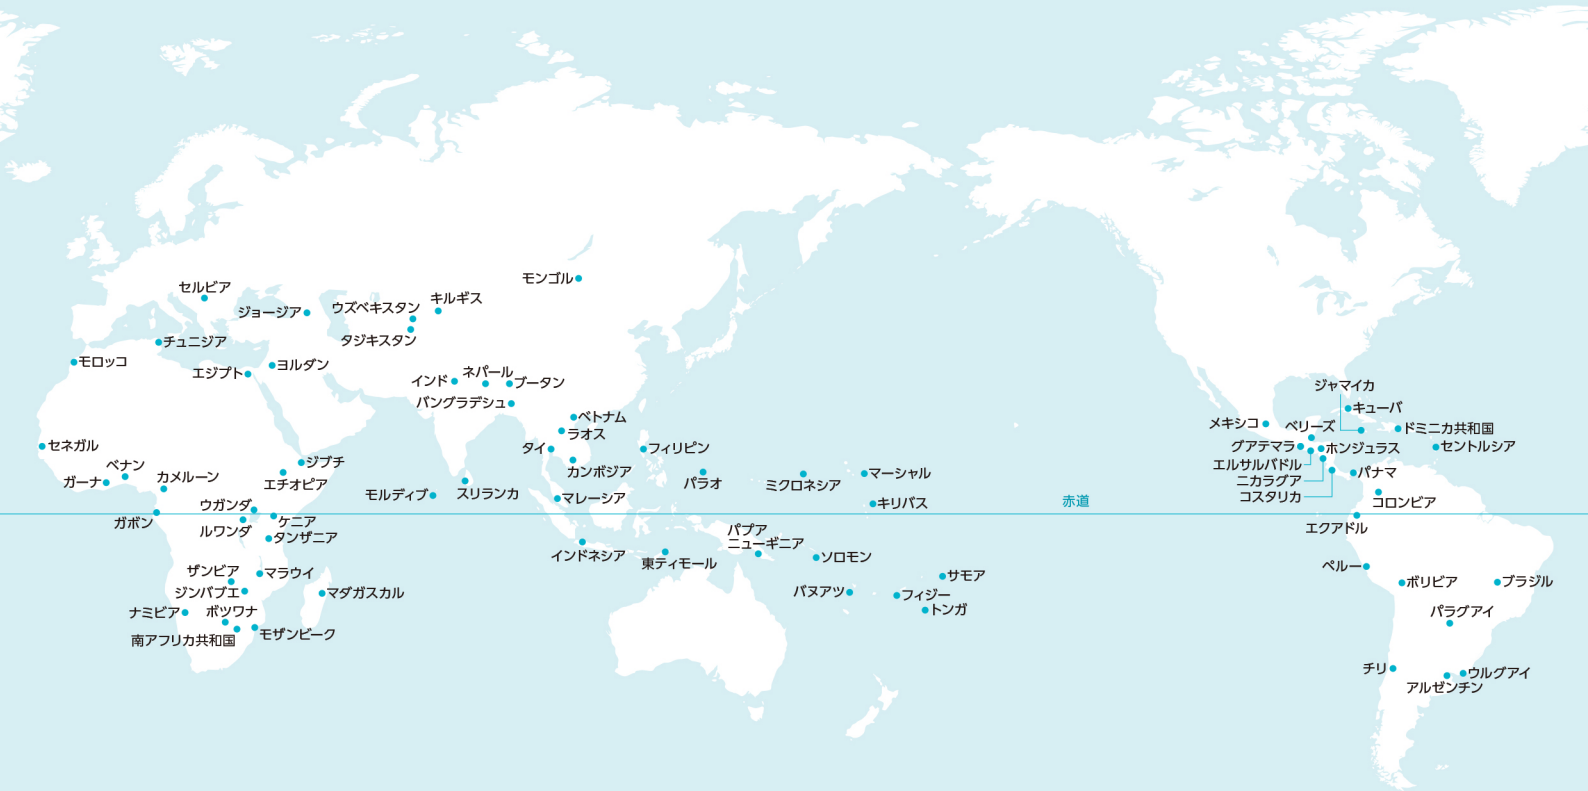 モンゴル
セルビア
ジョージア
ウズベキスタン
キルギス
タジキスタン
チュニジア
モロッコ
エジプト
ヨルダン
インド
ネパール
ブータン
バングラデシュ
ベトナム
ラオス
タイ
カンボジア
フィリピン
セネガル
ベナン
ガーナ
カメルーン
ジブチ
エチオピア
ウガンダ
ガボン
ルワンダ
ケニア
タンザニア
モルディブ
スリランカ
マレーシア
パラオ
ミクロネシア
マーシャル
キリバス
赤道
インドネシア
東ティモール
パプア
ニューギニア
ソロモン
ザンビア
マラウイ
ジンバブエ
マダガスカル
ナミビア
ボツワナ
南アフリカ共和国
モザンビーク
サモア
バヌアツ
フィジー
トンガ
ジャマイカ
キューバ
メキシコ
ベリーズ
ドミニカ共和国
グアテマラ
ホンジュラス
セントルシア
エルサルバドル
ニカラグア
コスタリカ
パナマ
コロンビア
エクアドル
ペルー
ボリビア
ブラジル
パラグアイ
チリ
ウルグアイ
アルゼンチン